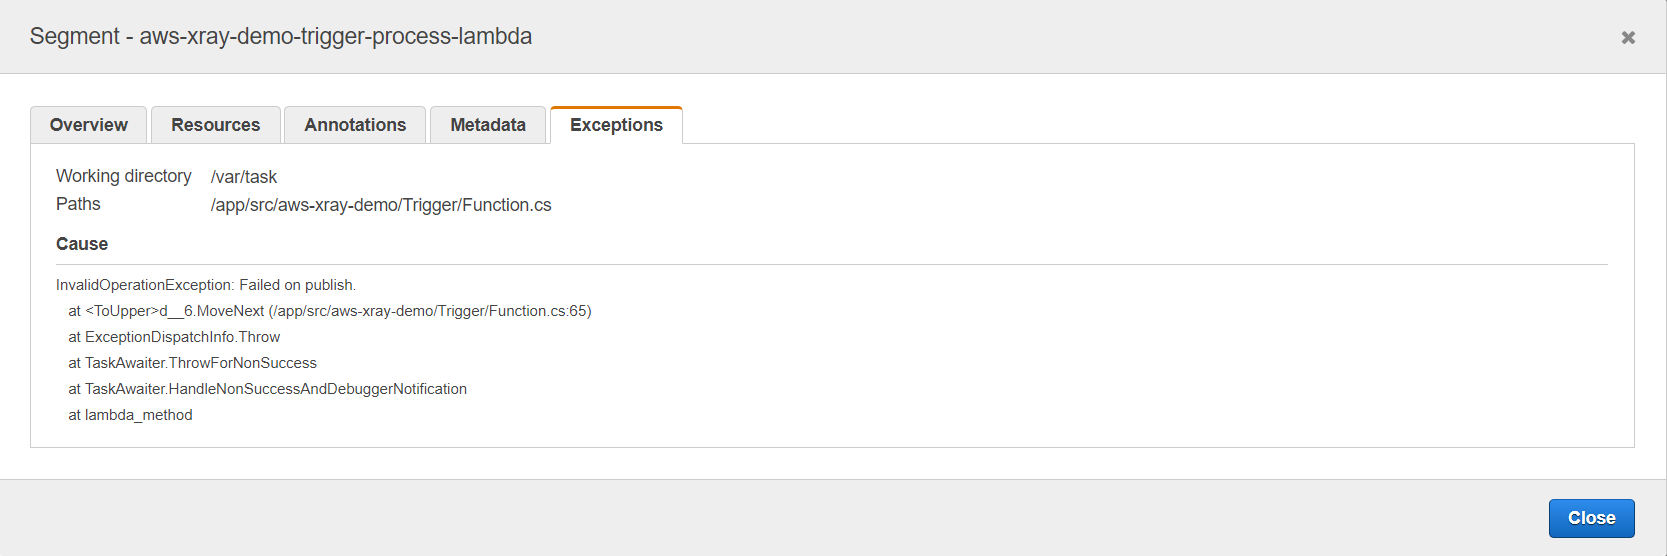 Segment - aws-xray-demo-trigger-process-lambda
Overview Resources Annotations Metadata Exceptions
Working directory /var/task
Paths /app/src/aws-xray-demo/Trigger/Function.cs
Cause
InvalidOperationException: Failed on publish.
at <ToUpper>d__6.MoveNext (/app/src/aws-xray-demo/Trigger/Function.cs:65)
at ExceptionDispatchInfo.Throw
at TaskAwaiter.ThrowForNonSuccess
at TaskAwaiter.HandleNonSuccessAndDebuggerNotification
at lambda_method
Close